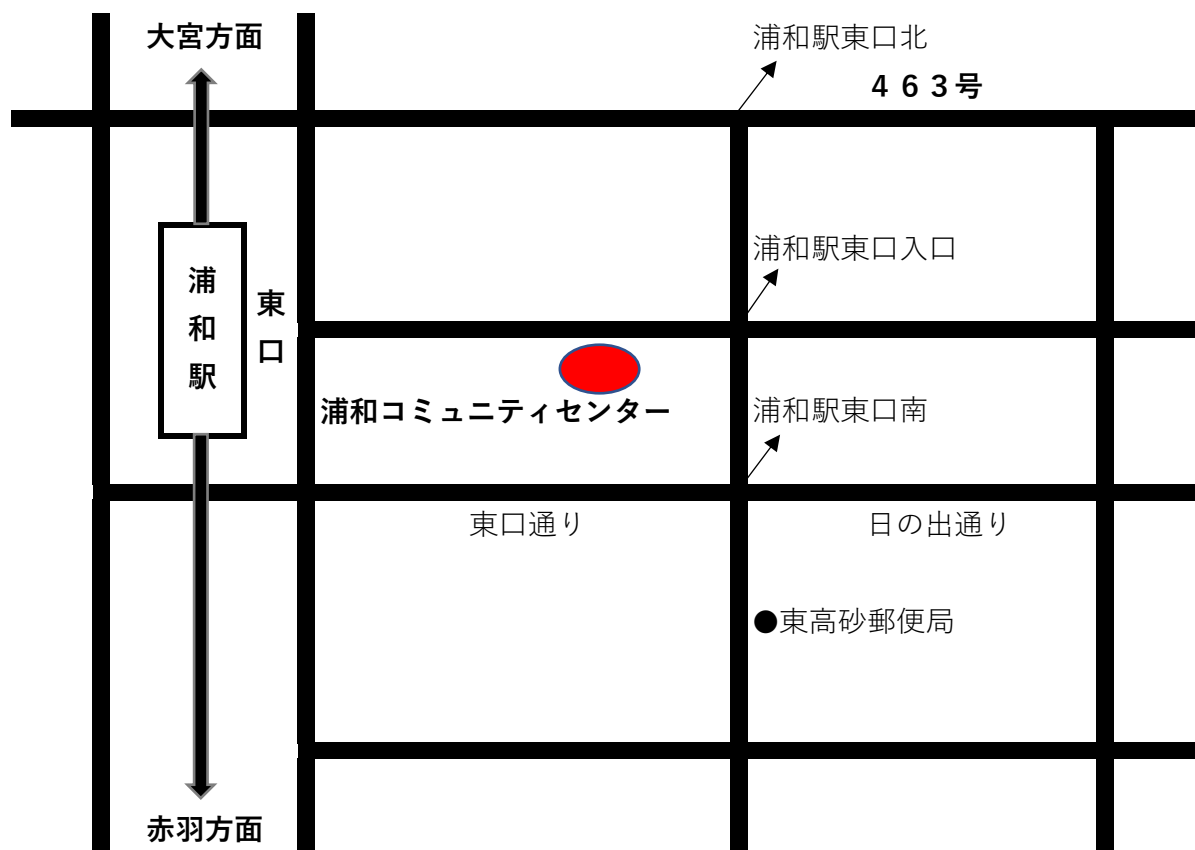 大宮方面
浦和駅東口北
４６３号
浦和駅東口入口
浦和駅
東口
浦和コミュニティセンター
浦和駅東口南
東口通り
日の出通り
●東高砂郵便局
赤羽方面